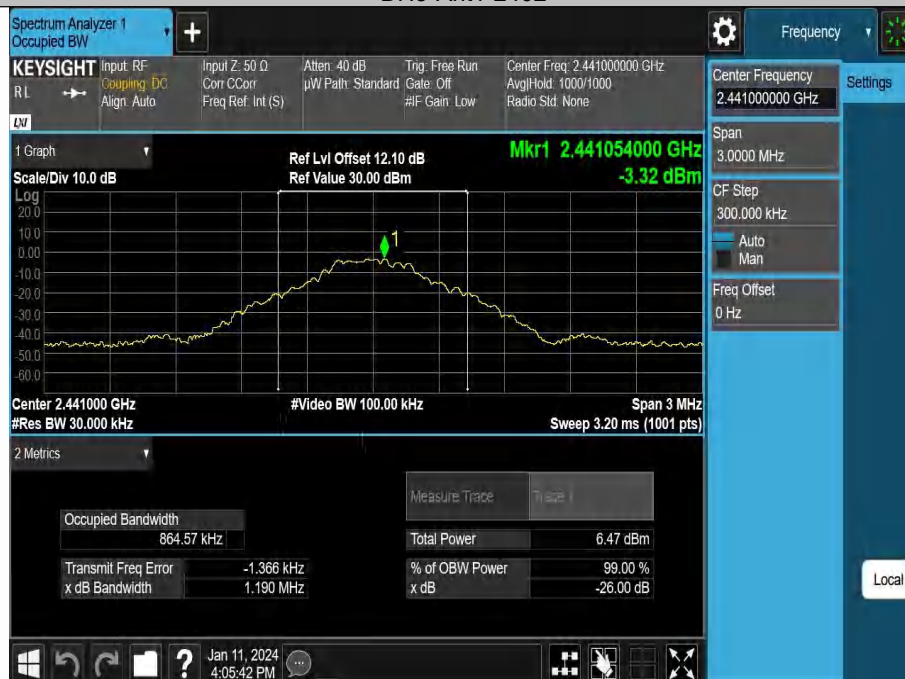 Spectrum Analyzer 1
Occupied BW
+
Frequency
KEYSIGHT
RL
LXI
Input: RF
Coupling: DC
Align: Auto
Input Z: 50 Ω
Corr CCorr
Freq Ref: Int (S)
Atten: 40 dB
µW Path: Standard
Trig: Free Run
Gate: Off
#IF Gain: Low
Center Freq: 2.441000000 GHz
Avg|Hold: 1000/1000
Radio Std: None
Center Frequency
2.441000000 GHz
Settings
Span
3.0000 MHz
CF Step
300.000 kHz
Auto
Man
Freq Offset
0 Hz
Local
1 Graph
Scale/Div 10.0 dB
Ref Lvl Offset 12.10 dB
Ref Value 30.00 dBm
Mkr1 2.441054000 GHz
-3.32 dBm
Log
20.0
10.0
0.00
-10.0
-20.0
-30.0
-40.0
-50.0
-60.0
1
Center 2.441000 GHz
#Video BW 100.00 kHz
Span 3 MHz
#Res BW 30.000 kHz
Sweep 3.20 ms (1001 pts)
2 Metrics
Measure Trace
Trace 1
Occupied Bandwidth
864.57 kHz
Total Power
6.47 dBm
Transmit Freq Error
-1.366 kHz
% of OBW Power
99.00 %
x dB Bandwidth
1.190 MHz
x dB
-26.00 dB
?
Jan 11, 2024
4:05:42 PM